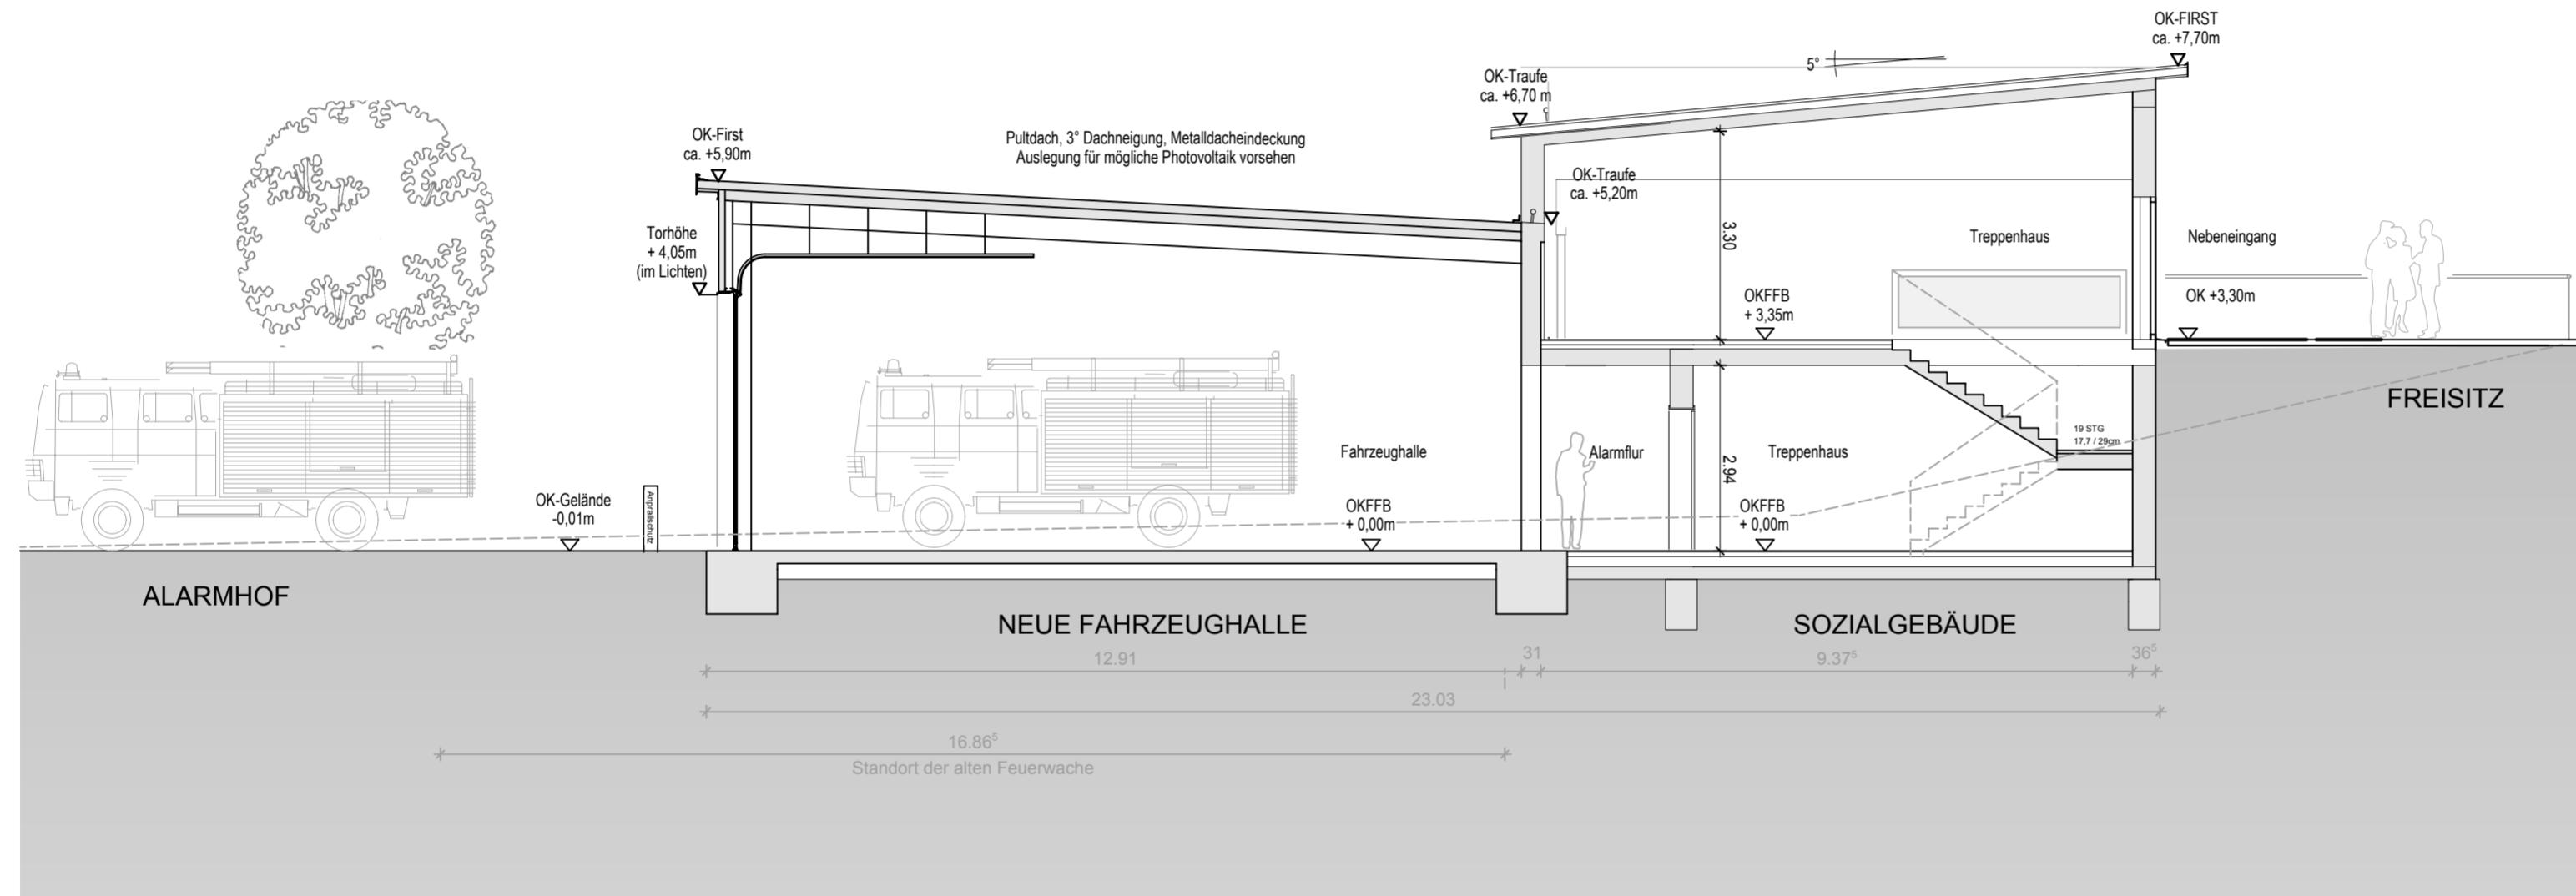 OK-FIRST
ca. +7,70m
5°
OK-Traufe
ca. +6,70 m
OK-First
ca. +5,90m
Pultdach, 3° Dachneigung, Metalldacheindeckung
Auslegung für mögliche Photovoltaik vorsehen
OK-Traufe
ca. +5,20m
Torhöhe
+ 4,05m
(im Lichten)
3.30
Treppenhaus
Nebeneingang
OKFFB
+ 3,35m
OK +3,30m
FREISITZ
19 STG
17,7 / 29cm
Fahrzeughalle
Alarmflur
2.94
Treppenhaus
OK-Gelände
-0,01m
Anprallschutz
OKFFB
+ 0,00m
OKFFB
+ 0,00m
ALARMHOF
NEUE FAHRZEUGHALLE
SOZIALGEBÄUDE
12.91
31
9.37⁵
36⁵
23.03
16.86⁵
Standort der alten Feuerwache